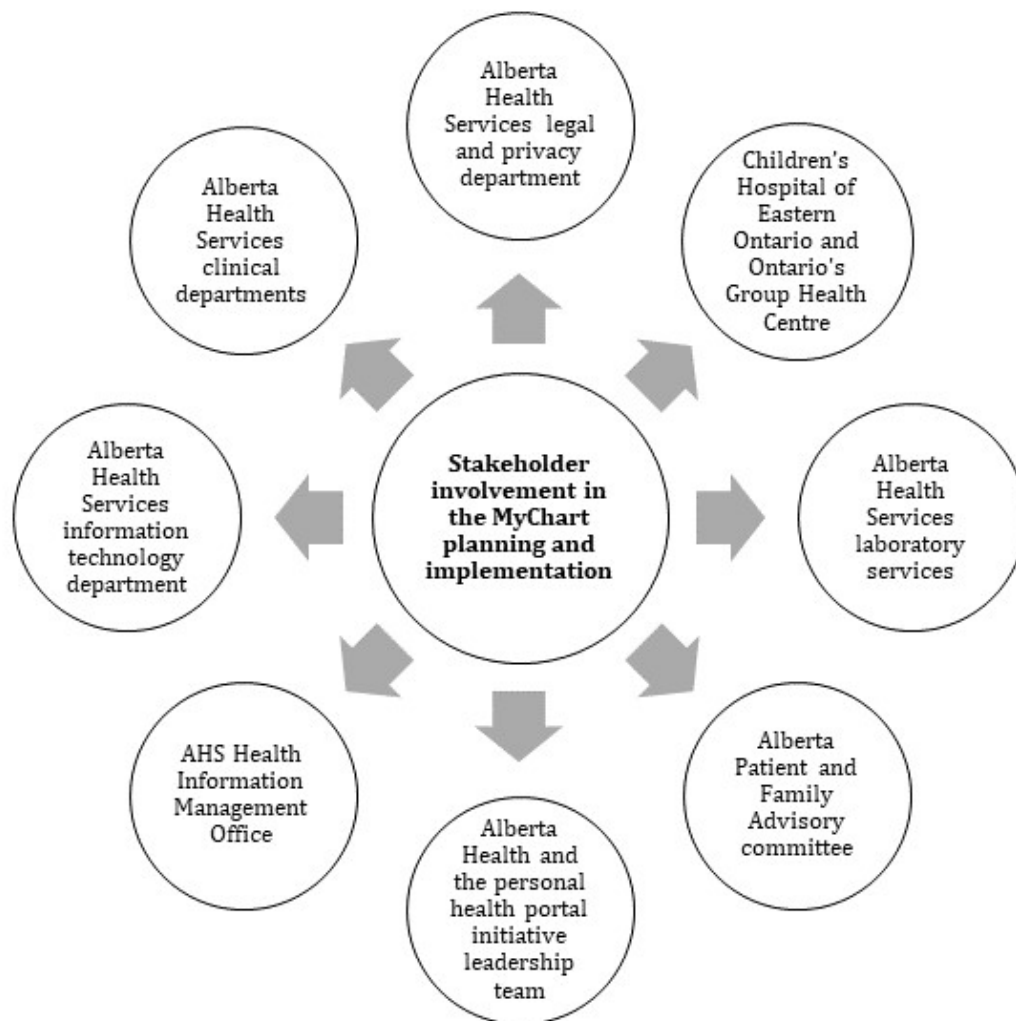 Alberta
Health
Services legal
and privacy
department
Children's
Hospital of
Eastern
Ontario and
Ontario's
Group Health
Centre
Alberta
Health
Services
laboratory
services
Alberta
Patient and
Family
Advisory
committee
Alberta
Health and
the personal
health portal
initiative
leadership
team
AHS Health
Information
Management
Office
Alberta
Health
Services
information
technology
department
Alberta
Health
Services
clinical
departments
Stakeholder
involvement in
the MyChart
planning and
implementation